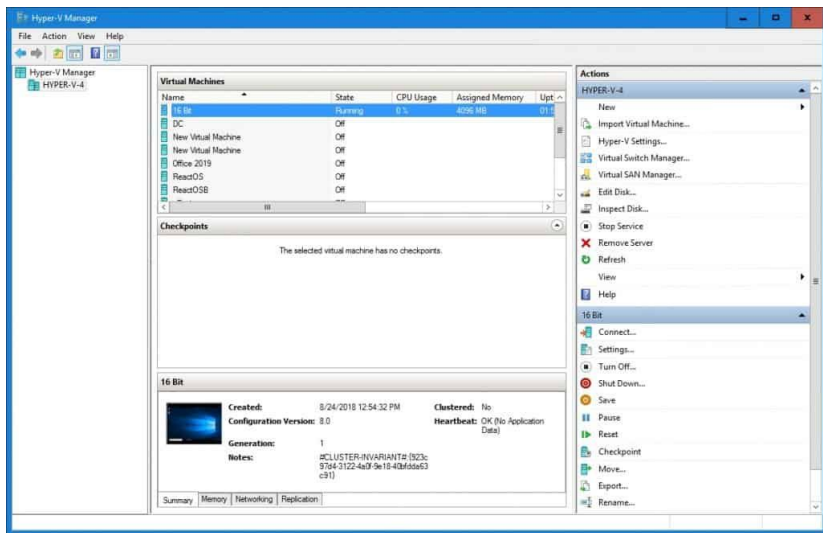 Hyper-V Manager
File Action View Help
Hyper-V Manager
HYPER-V-4
Virtual Machines
Name State CPU Usage Assigned Memory Upt
16 Bit Running 0 % 4096 MB 01:5
DC Off
New Virtual Machine Off
New Virtual Machine Off
Office 2019 Off
ReactOS Off
ReactOSB Off
Checkpoints
The selected virtual machine has no checkpoints.
16 Bit
Created: 8/24/2018 12:54:32 PM Clustered: No
Configuration Version: 8.0 Heartbeat: OK (No Application
Data)
Generation: 1
Notes: #CLUSTER-INVARIANT#:{923c
97d4-3122-4a0f-9e18-40bfdda63
c91}
Summary Memory Networking Replication
Actions
HYPER-V-4
New
Import Virtual Machine...
Hyper-V Settings...
Virtual Switch Manager...
Virtual SAN Manager...
Edit Disk...
Inspect Disk...
Stop Service
Remove Server
Refresh
View
Help
16 Bit
Connect...
Settings...
Turn Off...
Shut Down...
Save
Pause
Reset
Checkpoint
Move...
Export...
Rename...